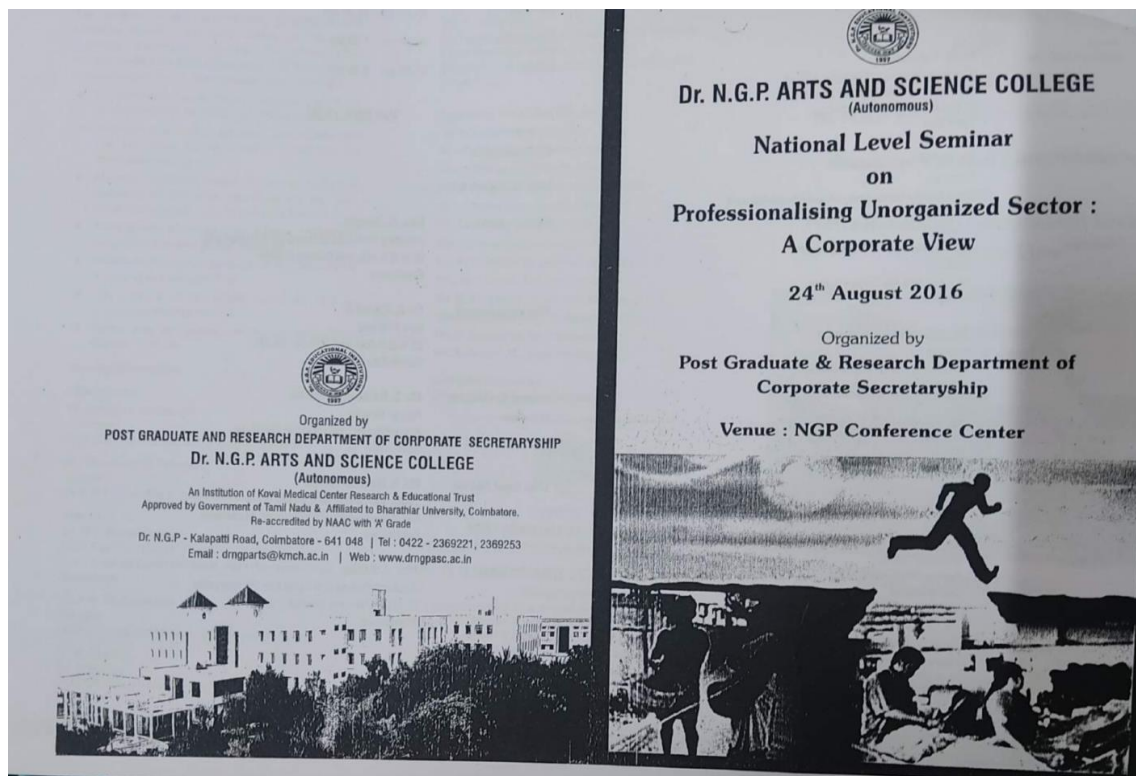 Organized by
POST GRADUATE AND RESEARCH DEPARTMENT OF CORPORATE SECRETARYSHIP
Dr. N.G.P. ARTS AND SCIENCE COLLEGE
(Autonomous)
An Institution of Kovai Medical Center Research & Educational Trust
Approved by Government of Tamil Nadu & Affiliated to Bharathiar University, Coimbatore.
Re-accredited by NAAC with 'A' Grade
Dr. N.G.P - Kalapatti Road, Coimbatore - 641 048 | Tel : 0422 - 2369221, 2369253
Email : drngparts@kmch.ac.in | Web : www.drngpasc.ac.in
Dr. N.G.P. ARTS AND SCIENCE COLLEGE
(Autonomous)
National Level Seminar
on
Professionalising Unorganized Sector :
A Corporate View
24th August 2016
Organized by
Post Graduate & Research Department of
Corporate Secretaryship
Venue : NGP Conference Center